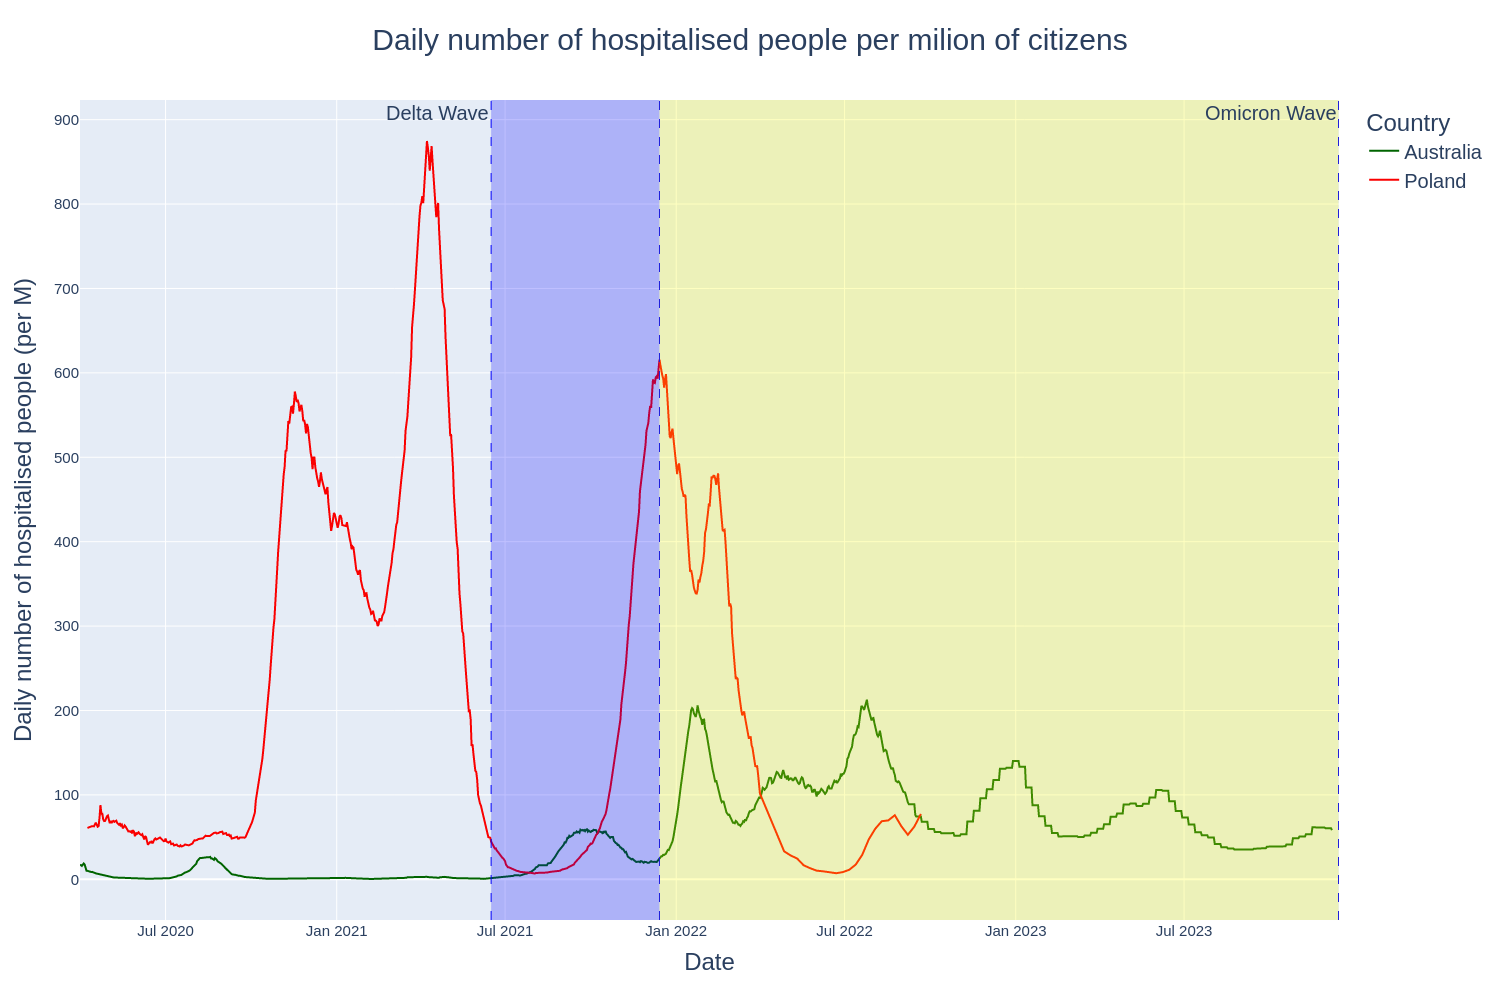 Daily number of hospitalised people per milion of citizens
Delta Wave
Omicron Wave
Country
Australia
Poland
Daily number of hospitalised people (per M)
900
800
700
600
500
400
300
200
100
0
Jul 2020
Jan 2021
Jul 2021
Jan 2022
Jul 2022
Jan 2023
Jul 2023
Date